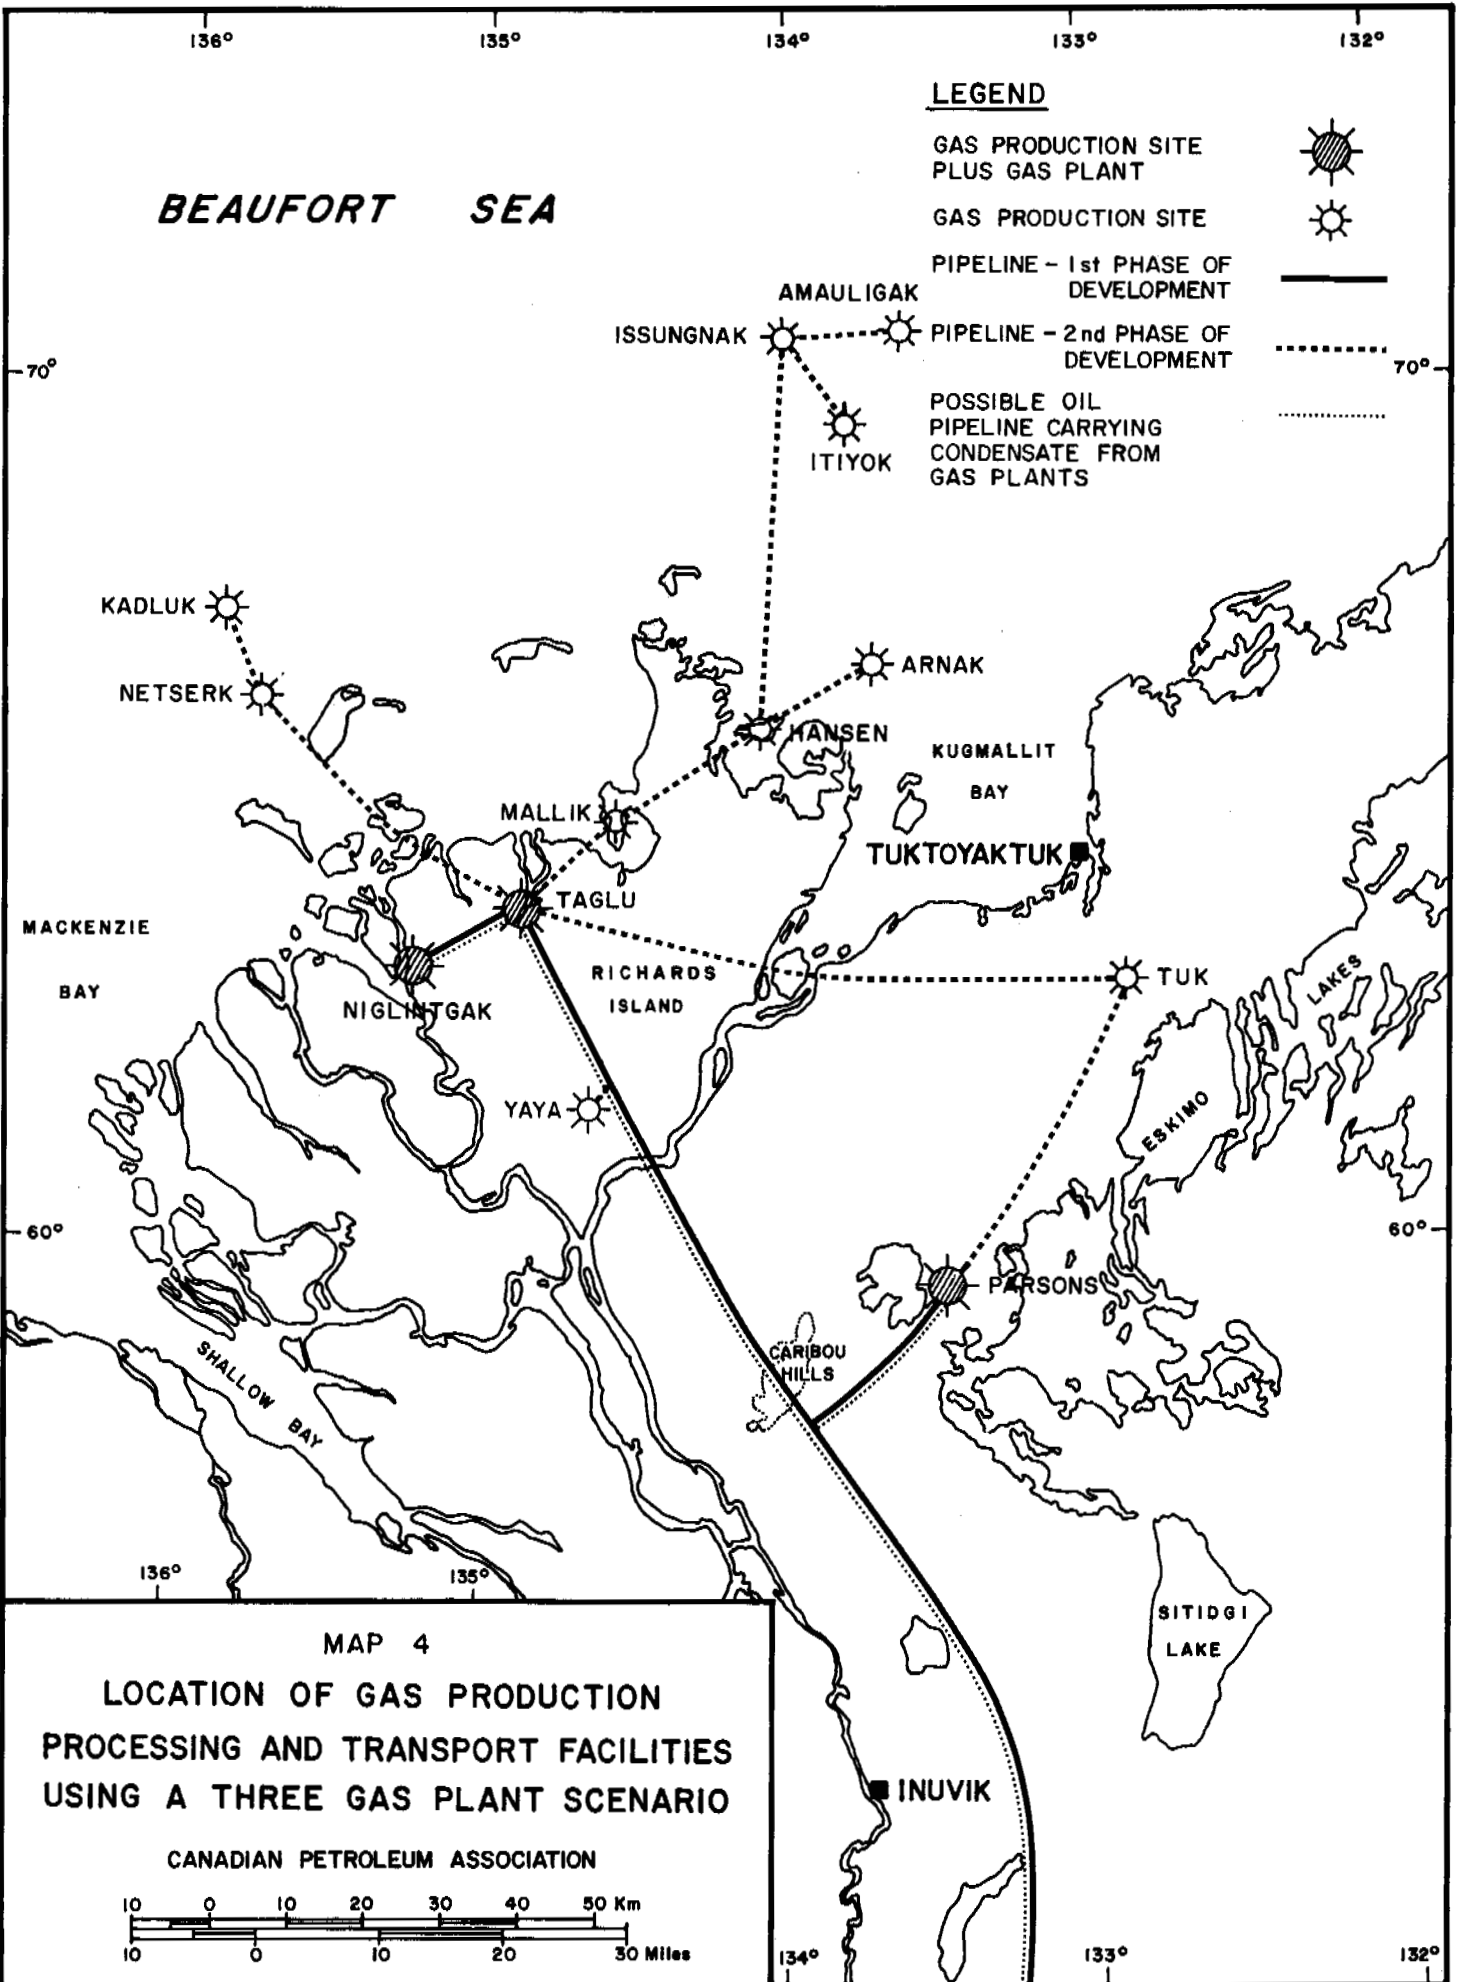 136° 135° 134° 133° 132°
LEGEND
GAS PRODUCTION SITE
PLUS GAS PLANT
BEAUFORT SEA
GAS PRODUCTION SITE
PIPELINE – 1st PHASE OF
DEVELOPMENT
AMAULIGAK
ISSUNGNAK
PIPELINE – 2nd PHASE OF
DEVELOPMENT
70°
70°
POSSIBLE OIL
PIPELINE CARRYING
CONDENSATE FROM
GAS PLANTS
ITIYOK
KADLUK
NETSERK
ARNAK
HANSEN
KUGMALLIT
BAY
MALLIK
TUKTOYAKTUK
TAGLU
MACKENZIE
BAY
RICHARDS
ISLAND
TUK
LAKES
NIGLINTGAK
YAYA
ESKIMO
60°
60°
PARSONS
SHALLOW
BAY
CARIBOU
HILLS
136° 135°
SITIDGI
LAKE
MAP 4
LOCATION OF GAS PRODUCTION
PROCESSING AND TRANSPORT FACILITIES
USING A THREE GAS PLANT SCENARIO
INUVIK
CANADIAN PETROLEUM ASSOCIATION
10 0 10 20 30 40 50 Km
10 0 10 20 30 Miles
134° 133° 132°